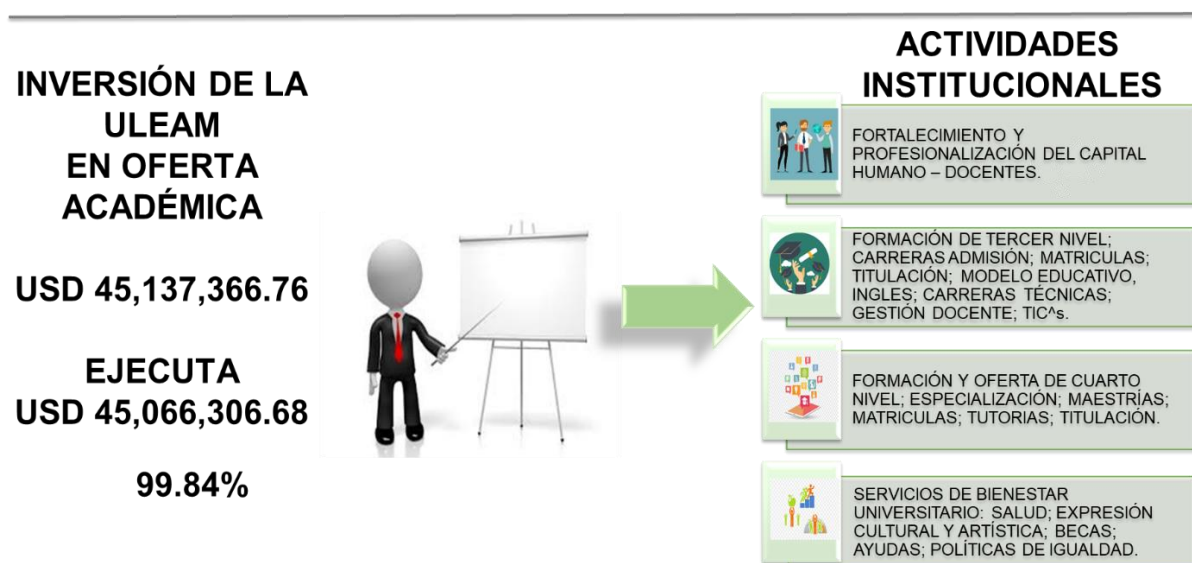 INVERSIÓN DE LA
ULEAM
EN OFERTA
ACADÉMICA
USD 45,137,366.76
EJECUTA
USD 45,066,306.68
99.84%
ACTIVIDADES
INSTITUCIONALES
FORTALECIMIENTO Y
PROFESIONALIZACIÓN DEL CAPITAL
HUMANO – DOCENTES.
FORMACIÓN DE TERCER NIVEL;
CARRERAS ADMISIÓN; MATRICULAS;
TITULACIÓN; MODELO EDUCATIVO,
INGLES; CARRERAS TÉCNICAS;
GESTIÓN DOCENTE; TIC^s.
FORMACIÓN Y OFERTA DE CUARTO
NIVEL; ESPECIALIZACIÓN; MAESTRÍAS;
MATRICULAS; TUTORIAS; TITULACIÓN.
SERVICIOS DE BIENESTAR
UNIVERSITARIO: SALUD; EXPRESIÓN
CULTURAL Y ARTÍSTICA; BECAS;
AYUDAS; POLÍTICAS DE IGUALDAD.